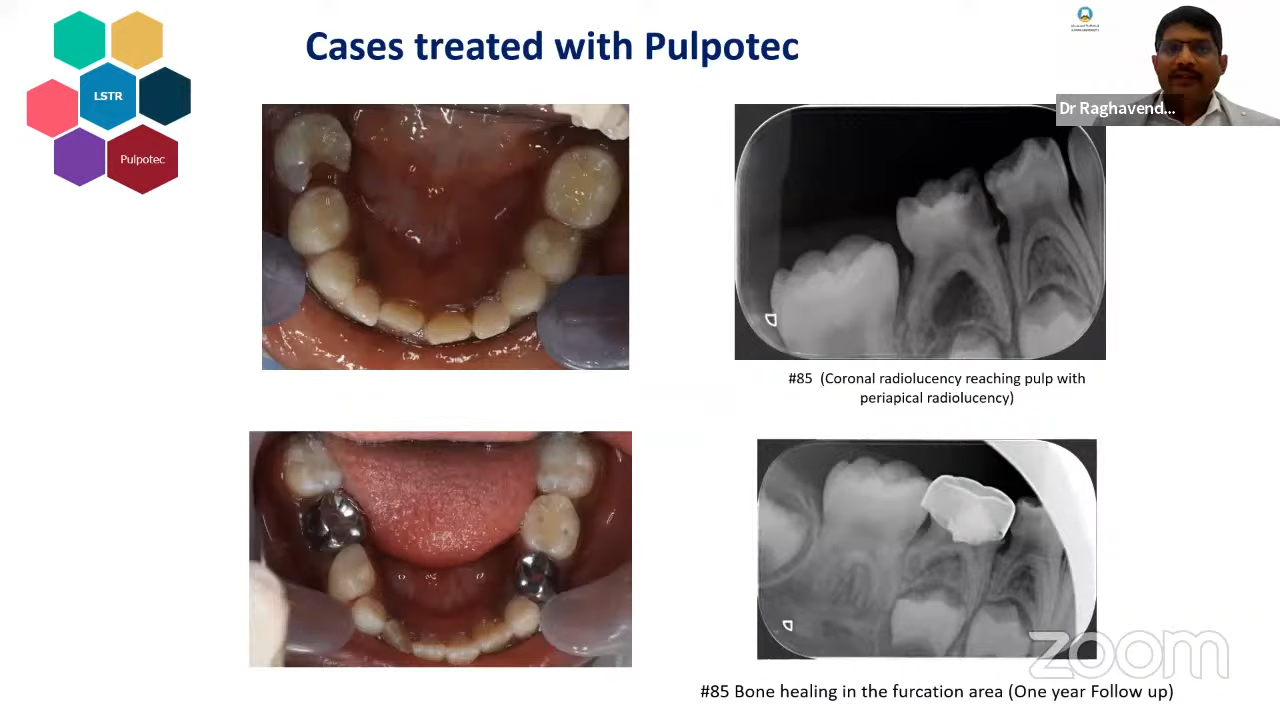 Cases treated with Pulpotec
LSTR
Pulpotec
Dr Raghavend...
#85 (Coronal radiolucency reaching pulp with
periapical radiolucency)
#85 Bone healing in the furcation area (One year Follow up)
zoom